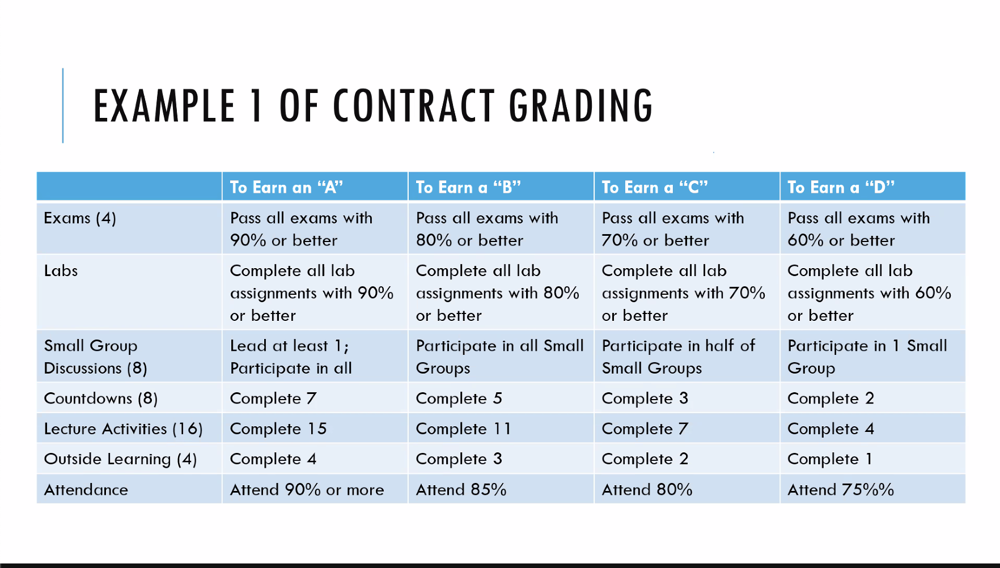 EXAMPLE 1 OF CONTRACT GRADING
To Earn an “A” To Earn a “B” To Earn a “C” To Earn a “D”
Exams (4) Pass all exams with Pass all exams with Pass all exams with Pass all exams with
90% or better 80% or better 70% or better 60% or better
Labs Complete all lab Complete all lab Complete all lab Complete all lab
assignments with 90% assignments with 80% assignments with 70% assignments with 60%
or better or better or better or better
Small Group Lead at least 1; Participate in all Small Participate in half of Participate in 1 Small
Discussions (8) Participate in all Groups Small Groups Group
Countdowns (8) Complete 7 Complete 5 Complete 3 Complete 2
Lecture Activities (16) Complete 15 Complete 11 Complete 7 Complete 4
Outside Learning (4) Complete 4 Complete 3 Complete 2 Complete 1
Attendance Attend 90% or more Attend 85% Attend 80% Attend 75%%